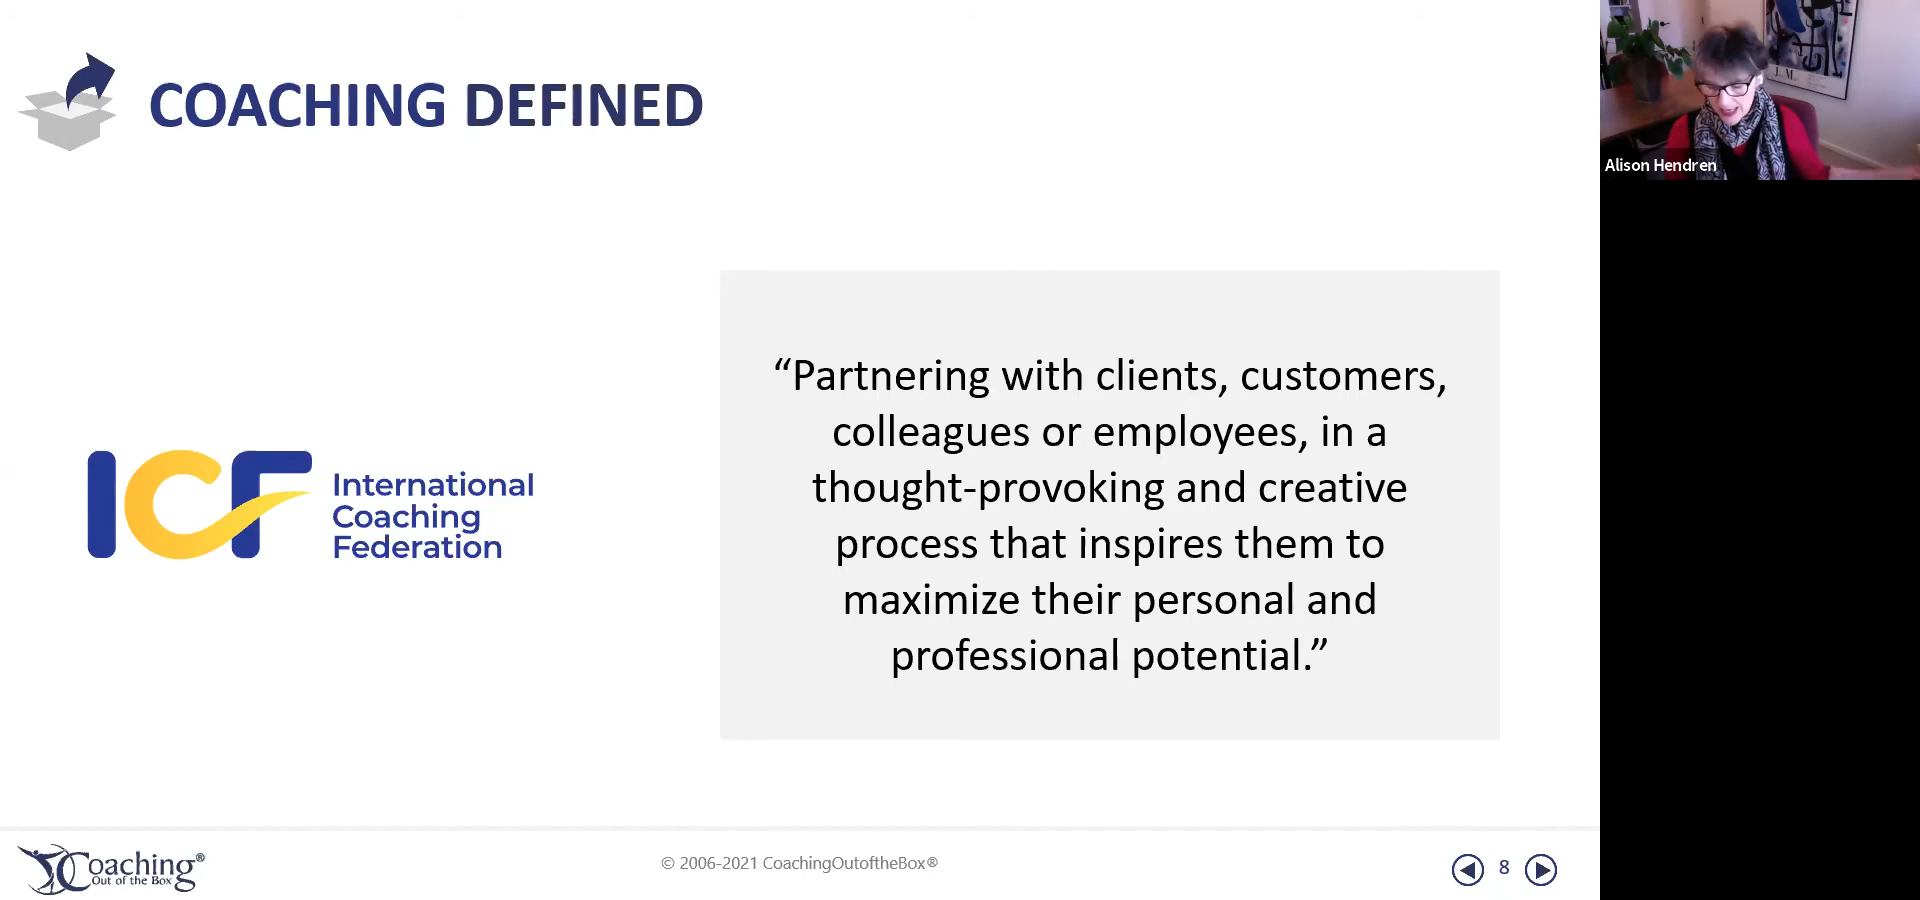 COACHING DEFINED
Alison Hendren
“Partnering with clients, customers,
colleagues or employees, in a
thought-provoking and creative
process that inspires them to
maximize their personal and
professional potential.”
ICF
International
Coaching
Federation
Coaching®
Out of the Box
© 2006-2021 CoachingOutoftheBox®
8